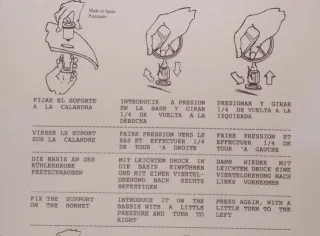 Made in Spain
Patentado
FIJAR EL SOPORTE
A LA CALANDRA
INTRODUCIR A PRESION
EN LA BASE Y GIRAR
1/4 DE VUELTA A LA
DERECHA
PRESIONAR Y GIRAR
1/4 DE VUELTA A LA
IZQUIERDA
VISSER LE SUPORT
SUR LA CALANDRE
FAIRE PRESSION VERS LE
BAS ET EFFECTUER 1/4
DE TOUR 'A DROITE
FAIRE PRESSION ET
EFFECTUER 1/4 DE
TOUR 'A GAUCHE
DIE BASIS AN DER
KÜHLERHAUBE
FESTSCHRAUBEN
MIT LEICHTEM DRUCK IN
DIE BASIS EINFÜHREN
UND MIT EINER VIERTEL-
DREHUNG NACH RECHTS
BEFESTIGEN
DANN WIEDER MIT
LEICHTEM DRUCK EINE
VIERTELDREHUNG NACH
LINKS VORNEHMEN
FIX THE SUPPORT
ON THE BONNET
INTRODUCE IT ON THE
BASSIE WITH A LITTLE
PRESSURE AND TURN TO
RIGHT
PRESS AGAIN, WITH A
LITTLE TURN TO THE
LEFT